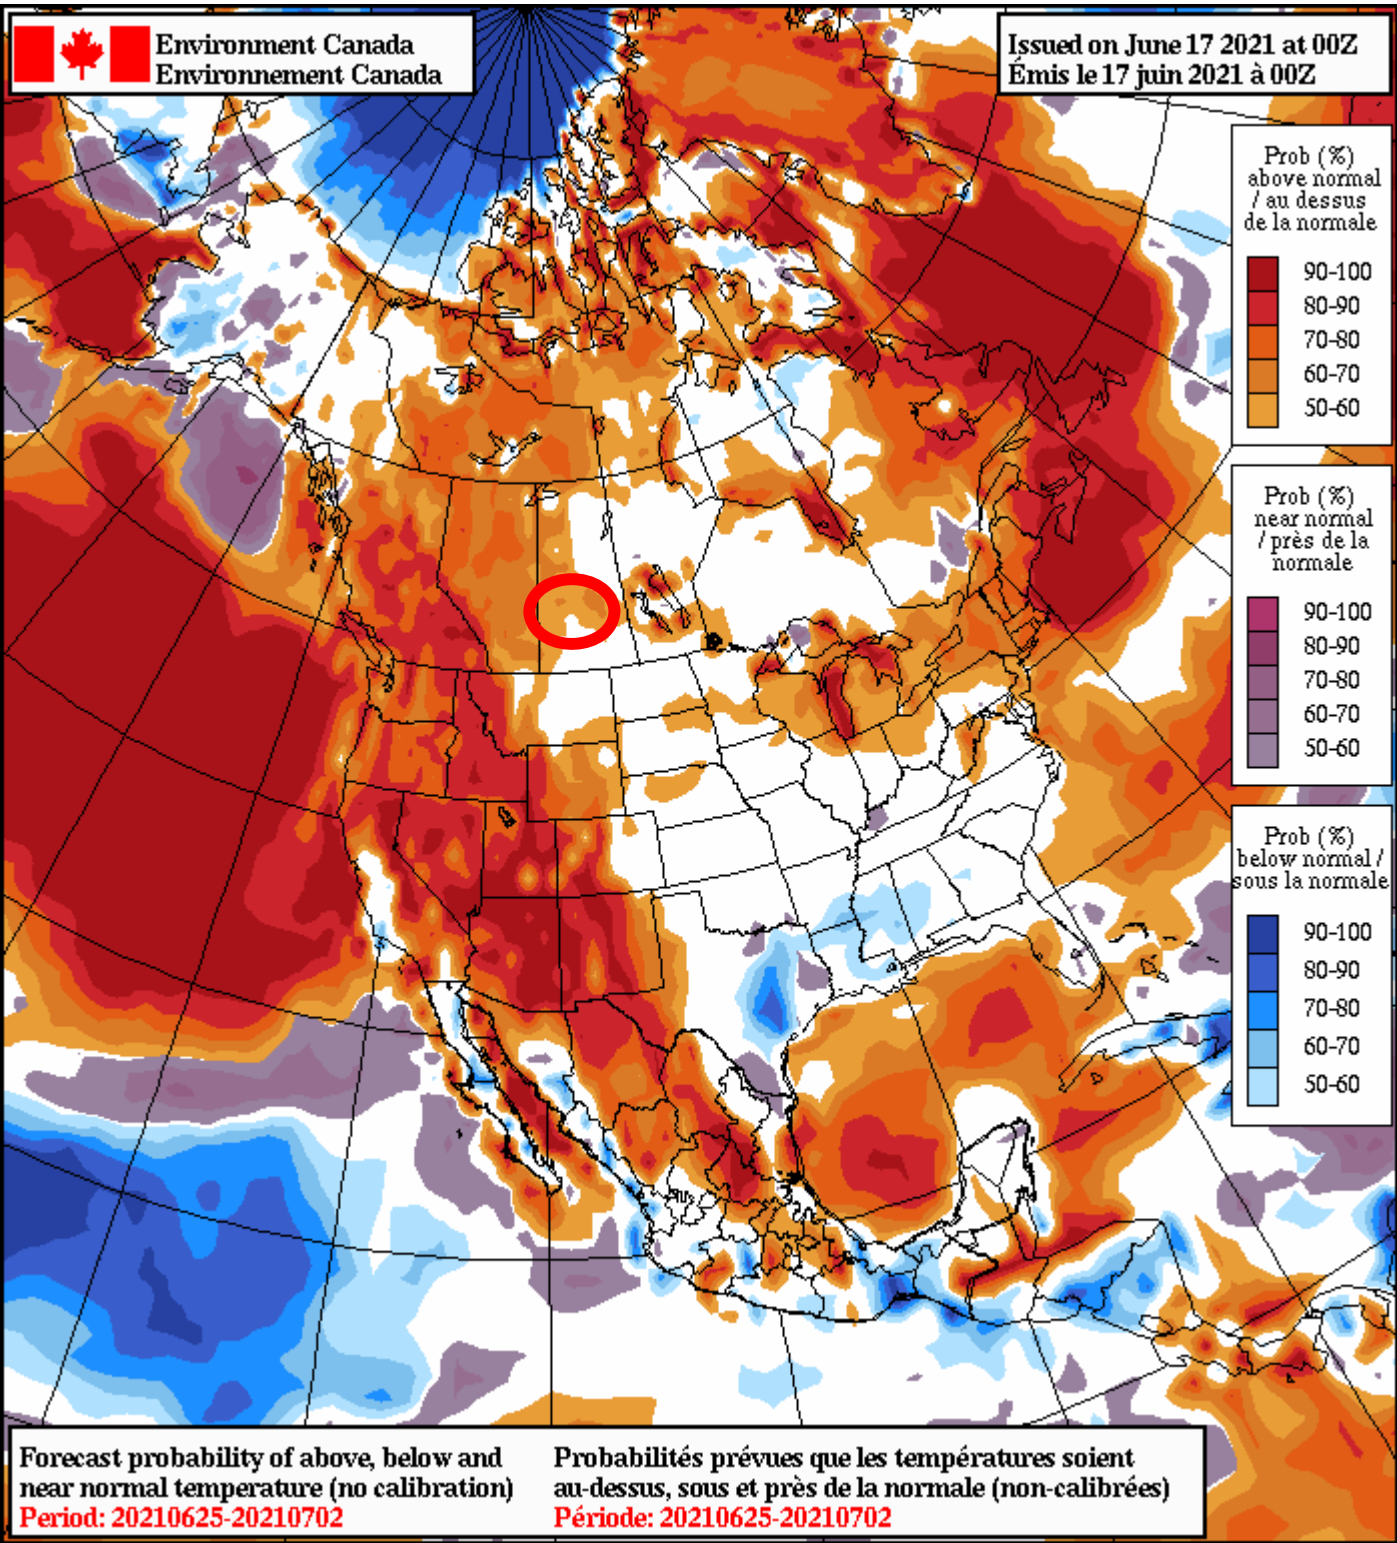 Environment Canada
Environnement Canada
Issued on June 17 2021 at 00Z
Émis le 17 juin 2021 à 00Z
Prob (%)
above normal
/ au dessus
de la normale
90-100
80-90
70-80
60-70
50-60
Prob (%)
near normal
/ près de la
normale
90-100
80-90
70-80
60-70
50-60
Prob (%)
below normal /
sous la normale
90-100
80-90
70-80
60-70
50-60
Forecast probability of above, below and
near normal temperature (no calibration)
Period: 20210625-20210702
Probabilités prévues que les températures soient
au-dessus, sous et près de la normale (non-calibrées)
Période: 20210625-20210702